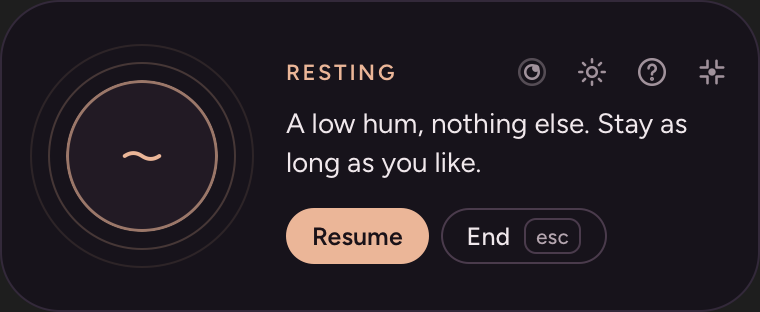 RESTING
A low hum, nothing else. Stay as
long as you like.
Resume
End esc